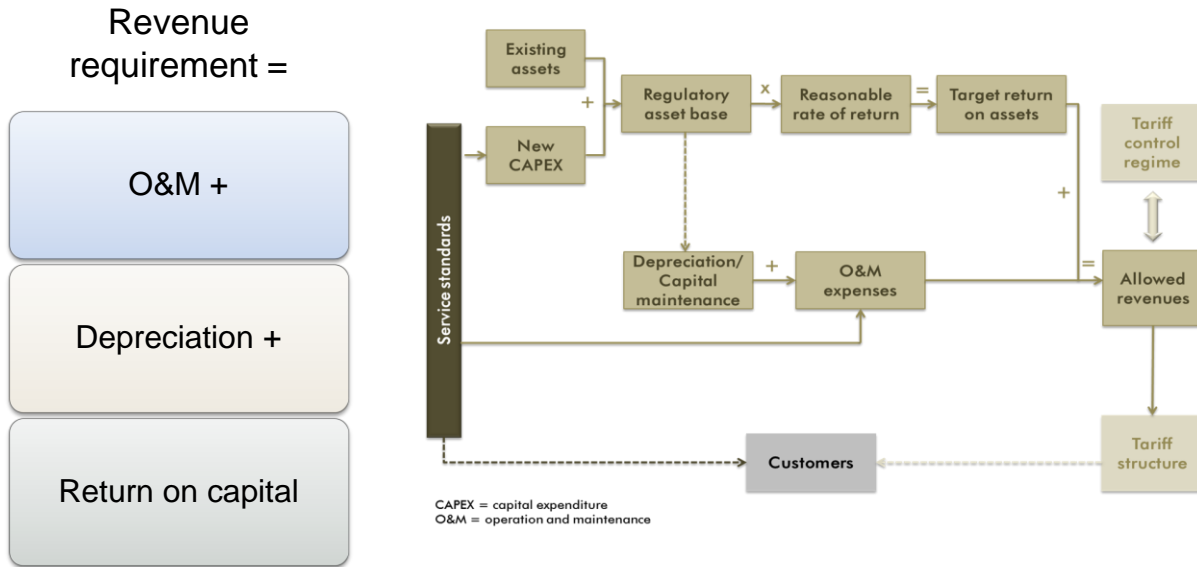 Revenue
requirement =
O&M +
Depreciation +
Return on capital
Existing
assets
+
New
CAPEX
Regulatory
asset base
x
Reasonable
rate of return
=
Target return
on assets
Tariff
control
regime
+
Service standards
Depreciation/
Capital
maintenance
+
O&M
expenses
=
Allowed
revenues
Customers
Tariff
structure
CAPEX = capital expenditure
O&M = operation and maintenance